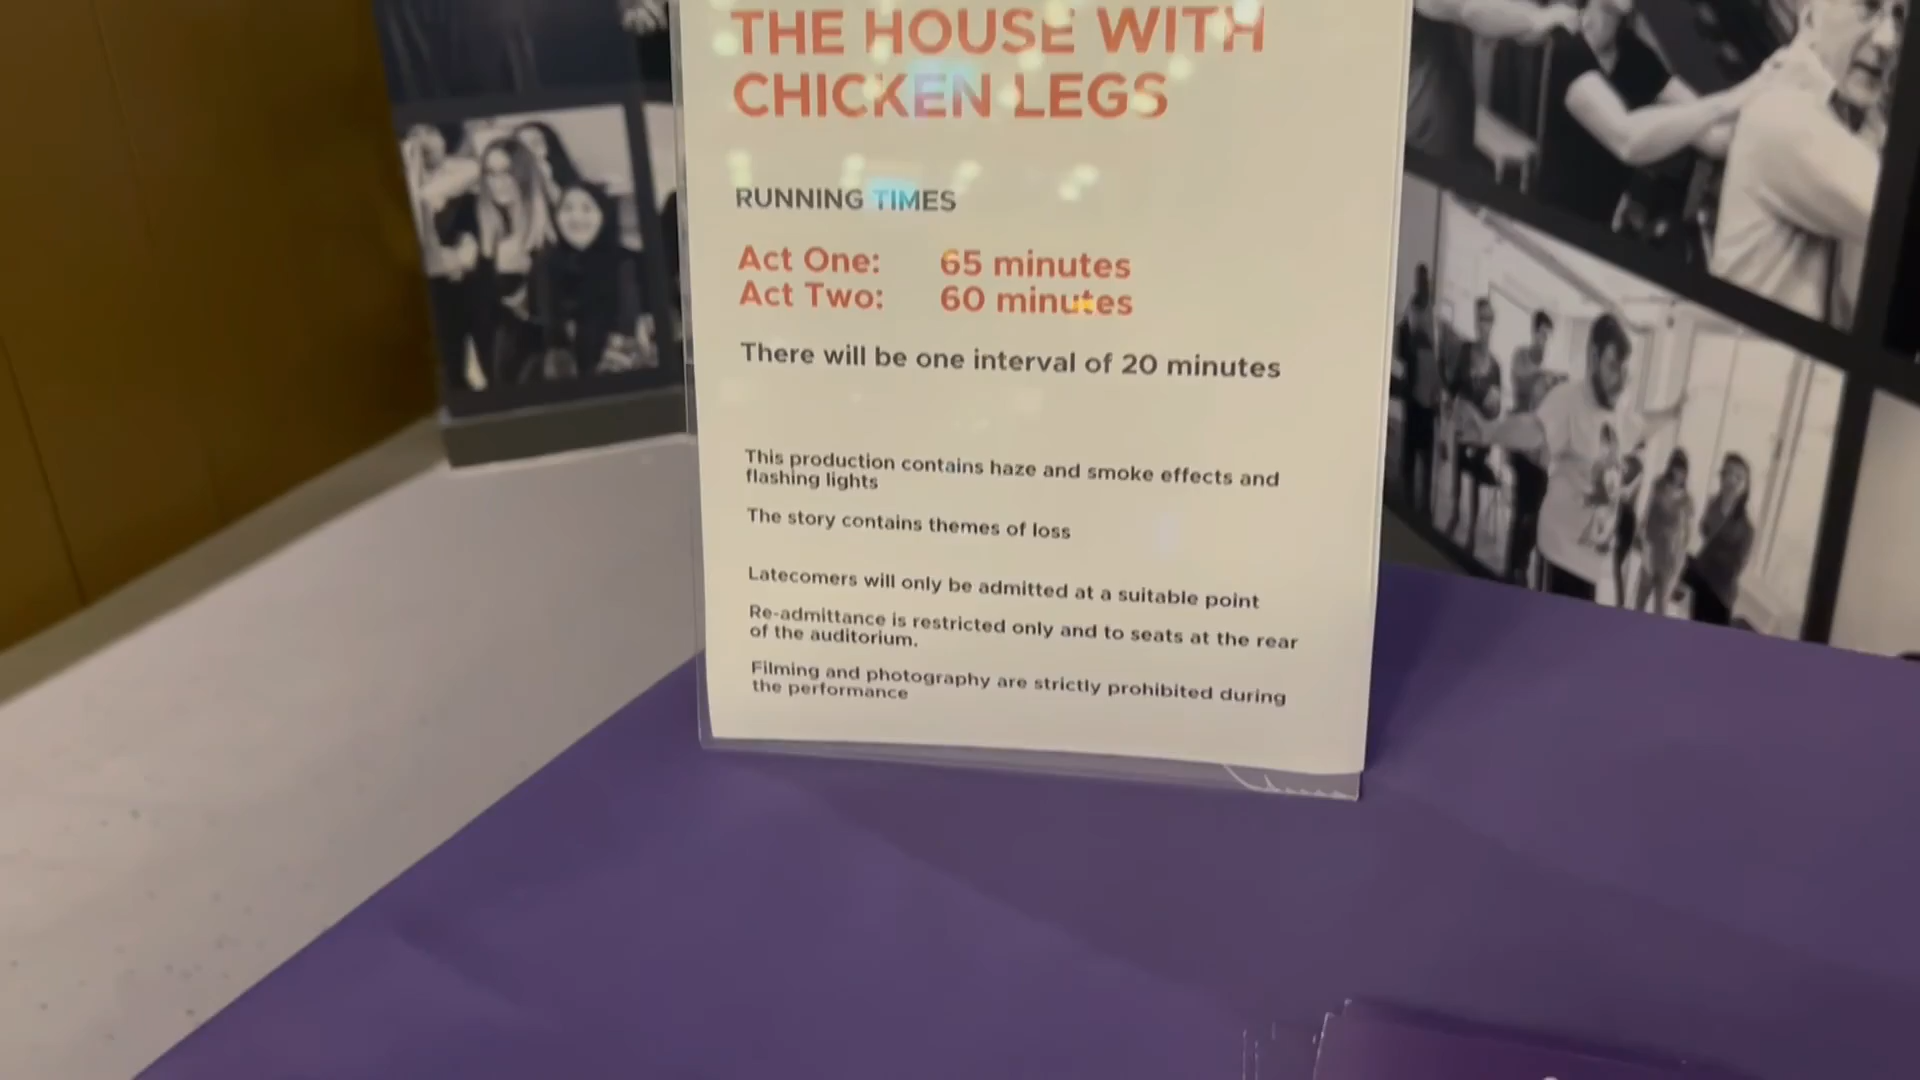 THE HOUSE WITH
CHICKEN LEGS
RUNNING TIMES
Act One: 65 minutes
Act Two: 60 minutes
There will be one interval of 20 minutes
This production contains haze and smoke effects and
flashing lights
The story contains themes of loss
Latecomers will only be admitted at a suitable point
Re-admittance is restricted only and to seats at the rear
of the auditorium.
Filming and photography are strictly prohibited during
the performance